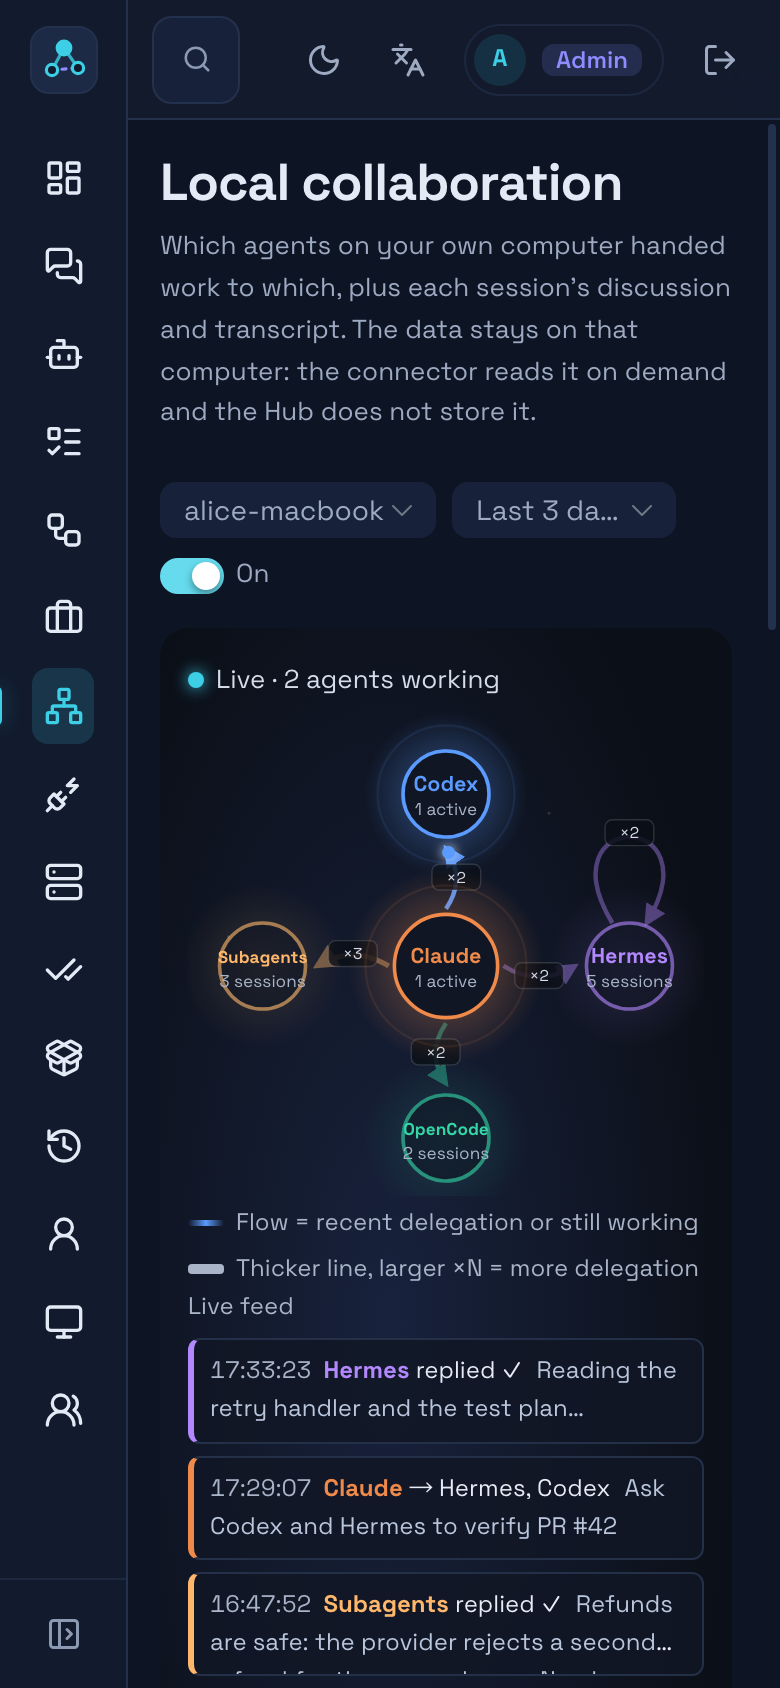 A Admin
Local collaboration
Which agents on your own computer handed
work to which, plus each session's discussion
and transcript. The data stays on that
computer: the connector reads it on demand
and the Hub does not store it.
alice-macbook
Last 3 da...
On
Live · 2 agents working
Codex
1 active
×2
×2
Subagents
3 sessions
×3
Claude
1 active
×2
Hermes
5 sessions
×2
OpenCode
2 sessions
Flow = recent delegation or still working
Thicker line, larger ×N = more delegation
Live feed
17:33:23 Hermes replied ✓ Reading the
retry handler and the test plan...
17:29:07 Claude → Hermes, Codex Ask
Codex and Hermes to verify PR #42
16:47:52 Subagents replied ✓ Refunds
are safe: the provider rejects a second...